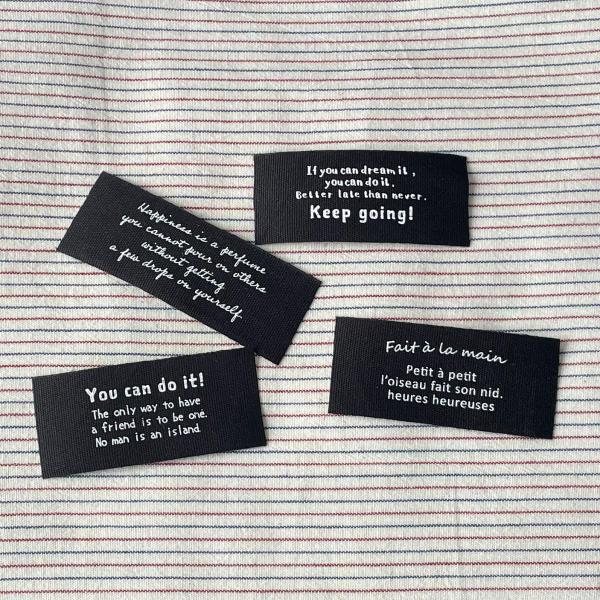 If you can dream it,
you can do it.
Better late than never.
Keep going!
Happiness is a perfume
you cannot pour on others
without getting
a few drops on yourself
Fait à la main
Petit à petit
l'oiseau fait son nid.
heures heureuses
You can do it!
The only way to have
a friend is to be one.
No man is an island